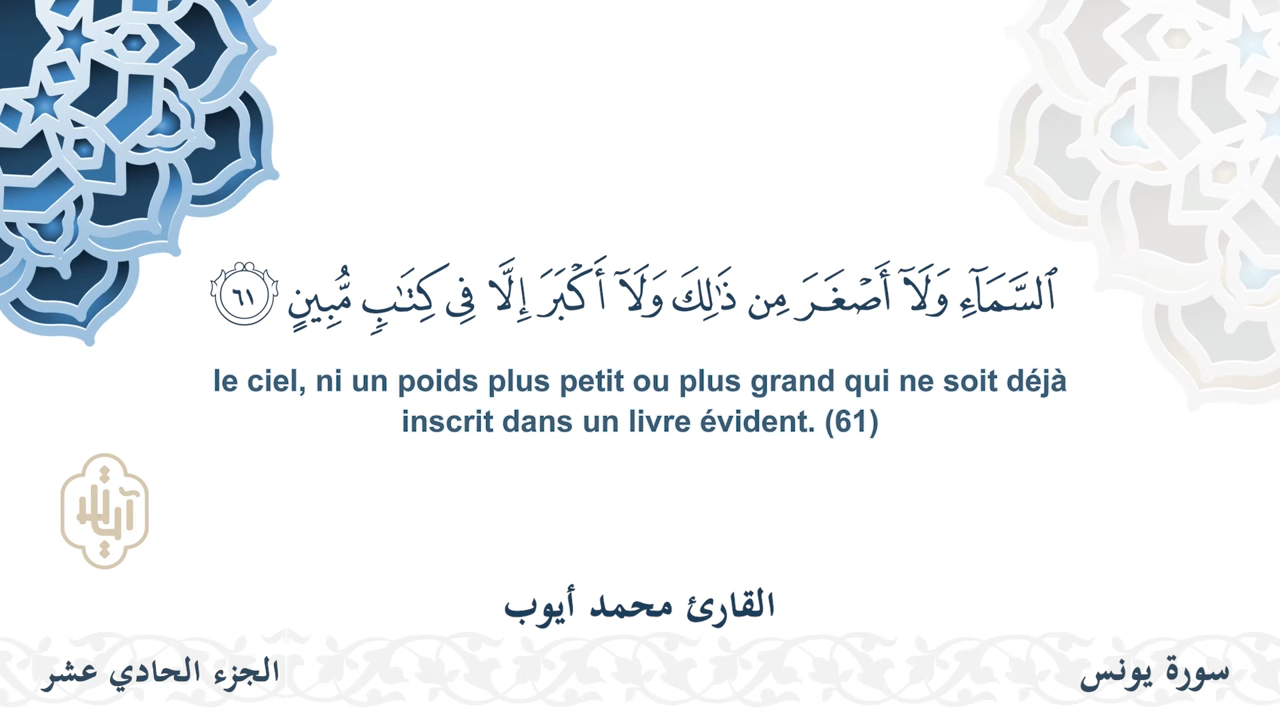 ٱلسَّمَآءِ وَلَآ أَصْغَرَ مِن ذَٰلِكَ وَلَآ أَكْبَرَ إِلَّا فِى كِتَـٰبٍ مُّبِينٍ ٦١
le ciel, ni un poids plus petit ou plus grand qui ne soit déjà
inscrit dans un livre évident. (61)
القارئ محمد أيوب
الجزء الحادي عشر
سورة يونس